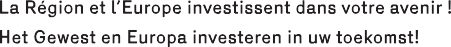 La Région et l’Europe investissent dans votre avenir !
Het Gewest en Europa investeren in uw toekomst!